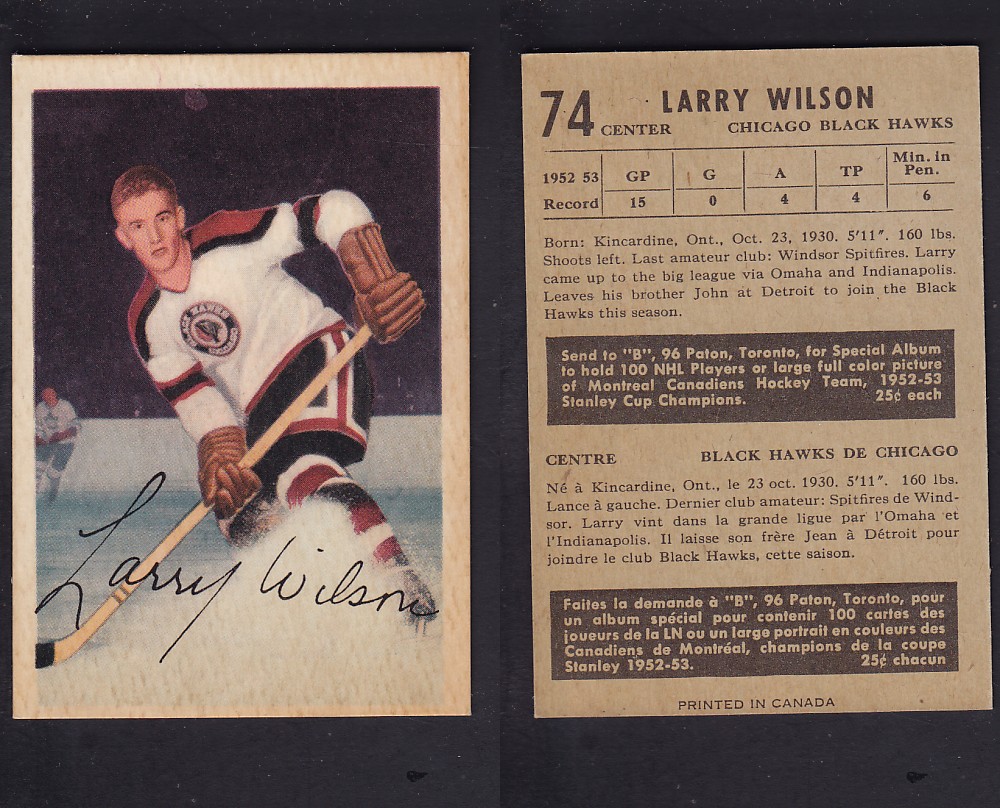 Larry Wilson
74 LARRY WILSON
CENTER CHICAGO BLACK HAWKS
1952 53 GP G A TP Min. in Pen.
Record 15 0 4 4 6
Born: Kincardine, Ont., Oct. 23, 1930. 5'11". 160 lbs.
Shoots left. Last amateur club: Windsor Spitfires. Larry
came up to the big league via Omaha and Indianapolis.
Leaves his brother John at Detroit to join the Black
Hawks this season.
Send to "B", 96 Paton, Toronto, for Special Album
to hold 100 NHL Players or large full color picture
of Montreal Canadiens Hockey Team, 1952-53
Stanley Cup Champions. 25¢ each
CENTRE BLACK HAWKS DE CHICAGO
Né à Kincardine, Ont., le 23 oct. 1930. 5'11". 160 lbs.
Lance à gauche. Dernier club amateur: Spitfires de Wind-
sor. Larry vint dans la grande ligue par l'Omaha et
l'Indianapolis. Il laisse son frère Jean à Détroit pour
joindre le club Black Hawks, cette saison.
Faites la demande à "B", 96 Paton, Toronto, pour
un album spécial pour contenir 100 cartes des
joueurs de la LN ou un large portrait en couleurs des
Canadiens de Montréal, champions de la coupe
Stanley 1952-53. 25¢ chacun
PRINTED IN CANADA